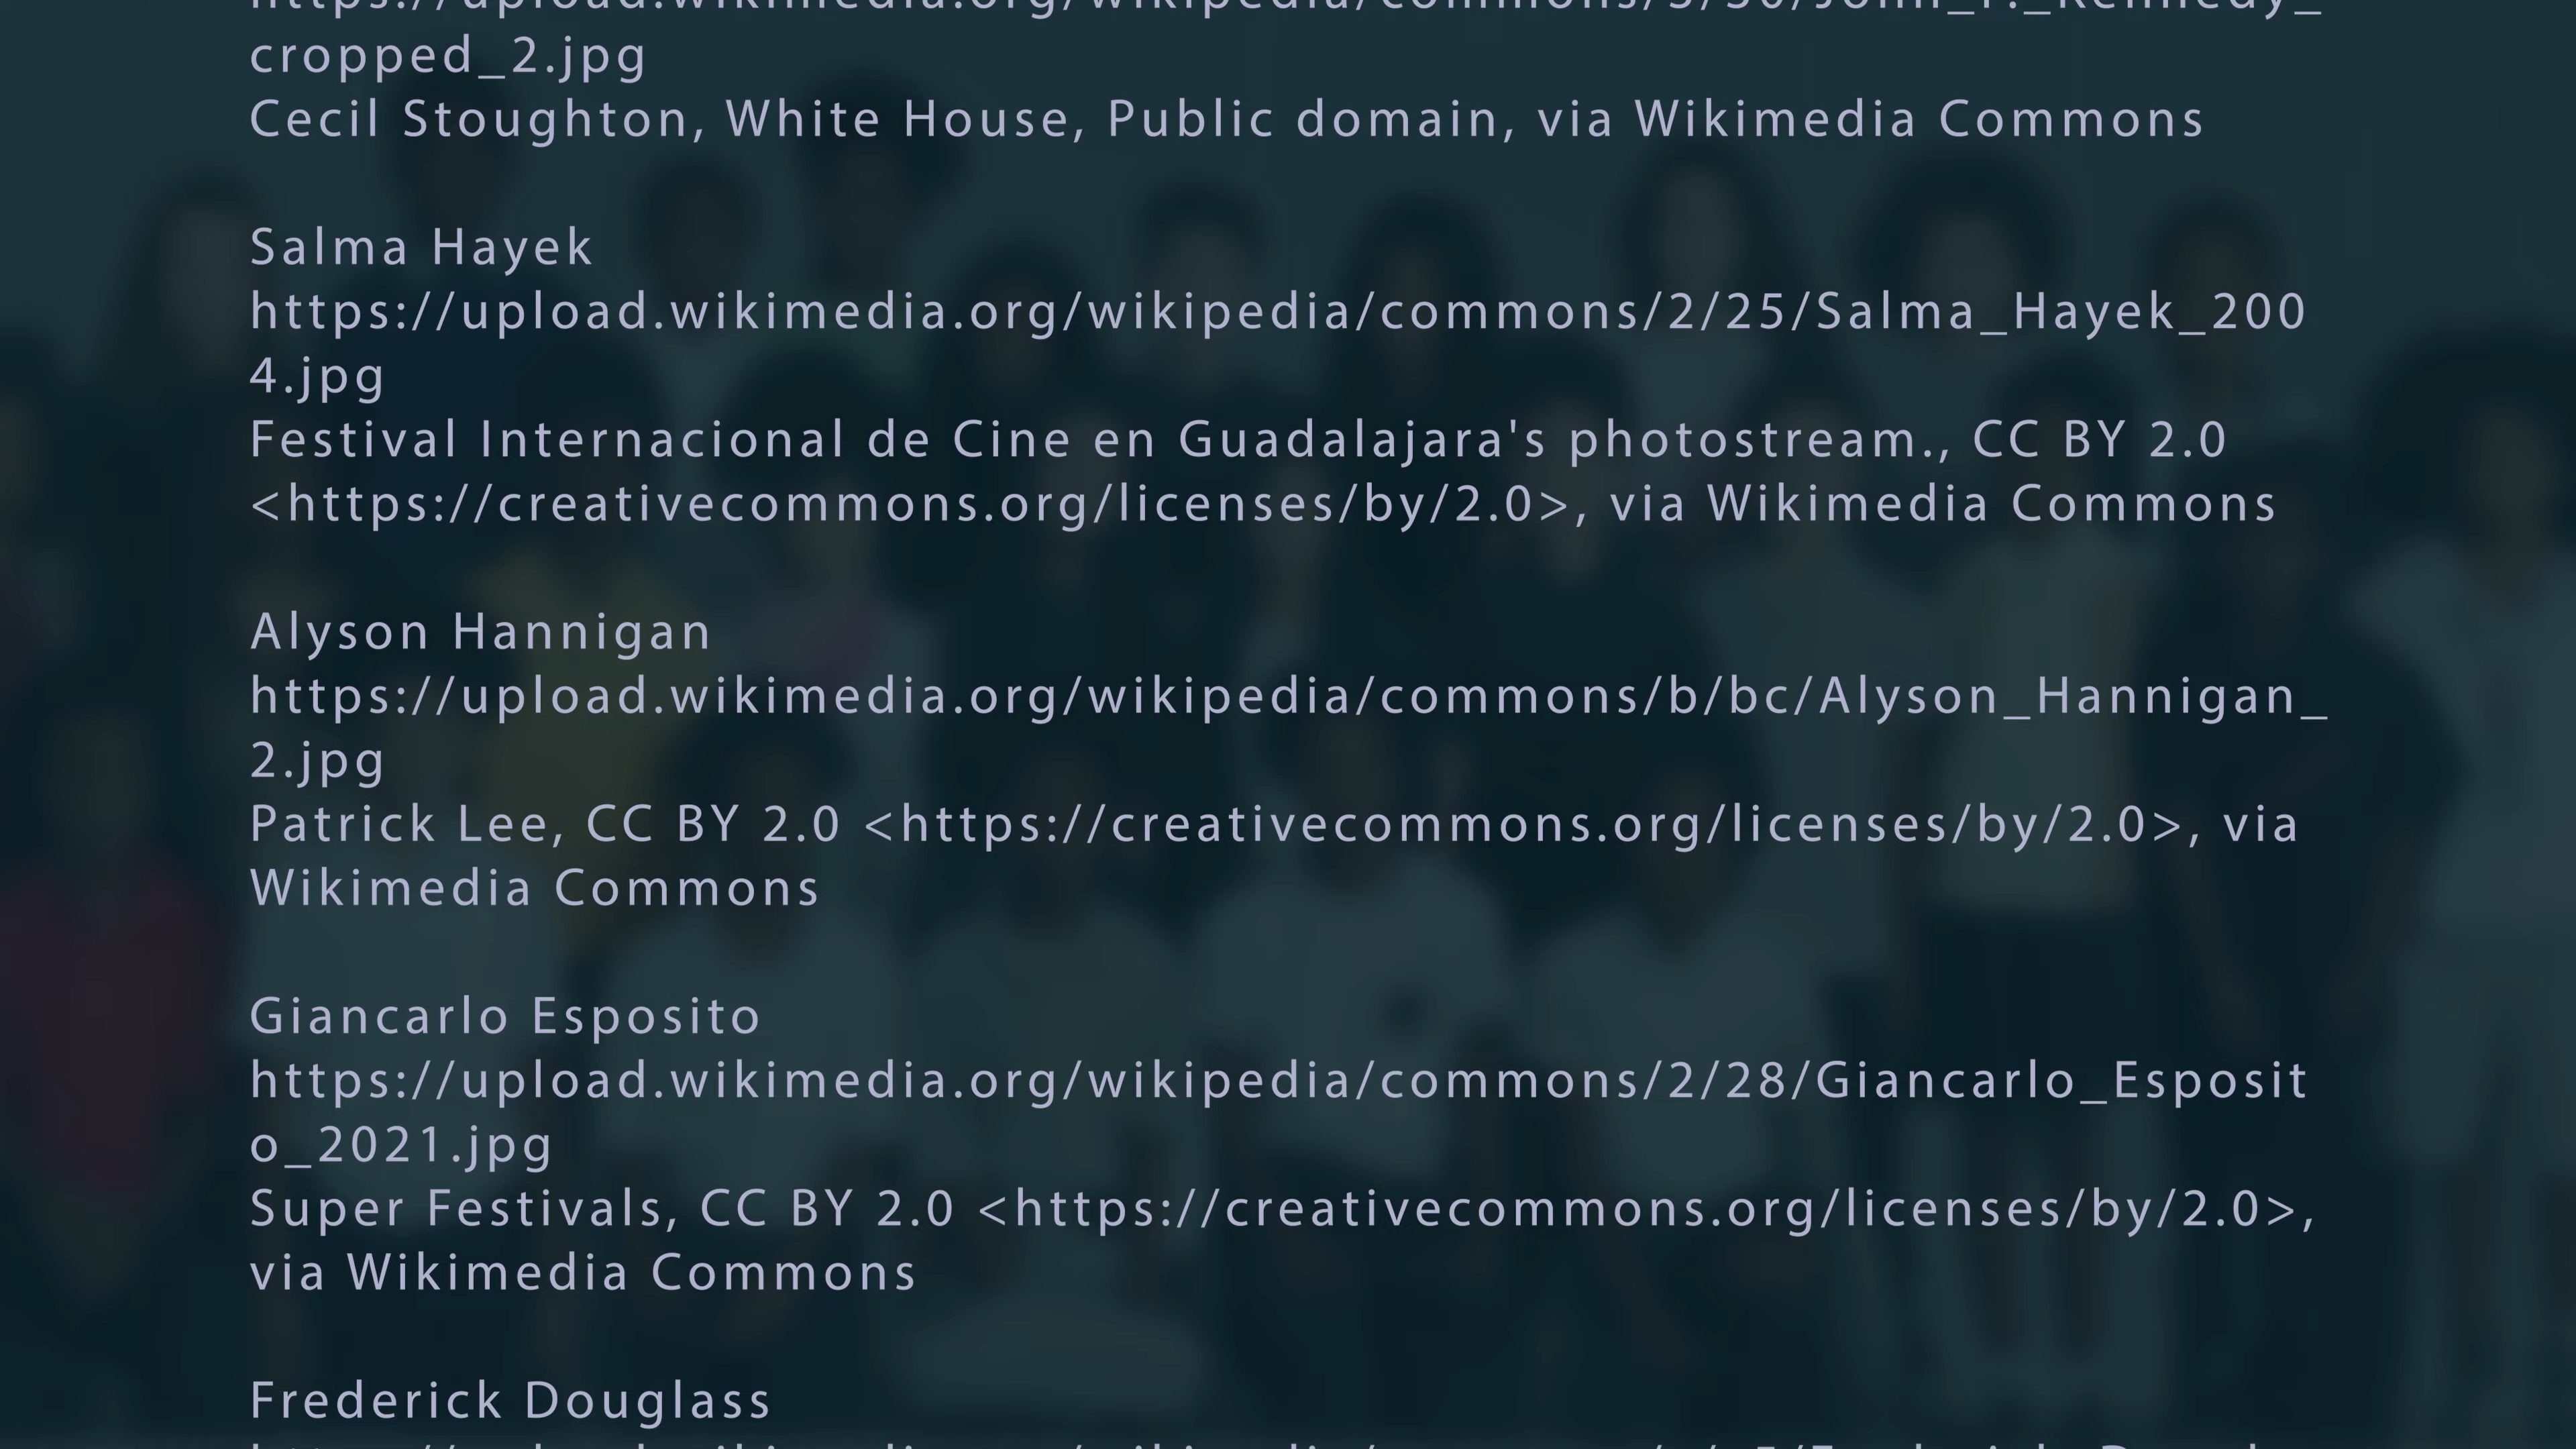 cropped_2.jpg
Cecil Stoughton, White House, Public domain, via Wikimedia Commons
Salma Hayek
https://upload.wikimedia.org/wikipedia/commons/2/25/Salma_Hayek_200
4.jpg
Festival Internacional de Cine en Guadalajara's photostream., CC BY 2.0
<https://creativecommons.org/licenses/by/2.0>, via Wikimedia Commons
Alyson Hannigan
https://upload.wikimedia.org/wikipedia/commons/b/bc/Alyson_Hannigan_
2.jpg
Patrick Lee, CC BY 2.0 <https://creativecommons.org/licenses/by/2.0>, via
Wikimedia Commons
Giancarlo Esposito
https://upload.wikimedia.org/wikipedia/commons/2/28/Giancarlo_Esposit
o_2021.jpg
Super Festivals, CC BY 2.0 <https://creativecommons.org/licenses/by/2.0>,
via Wikimedia Commons
Frederick Douglass